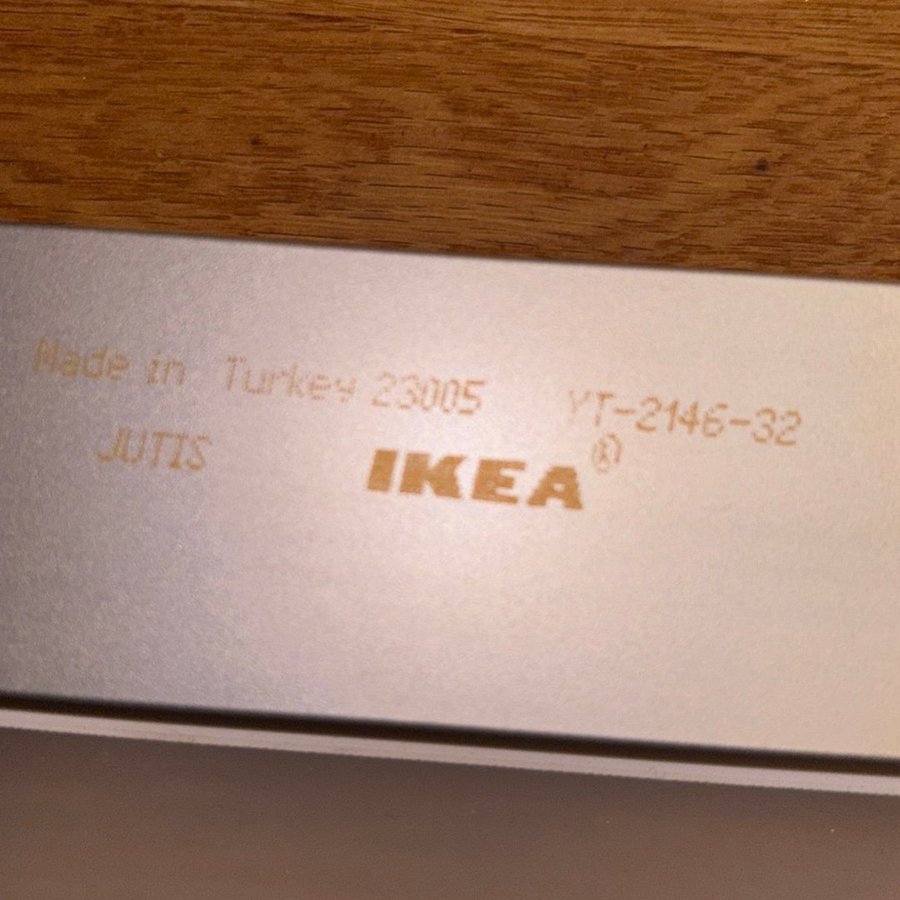 Made in Turkey 23005 YT-2146-32
JUTIS IKEA®